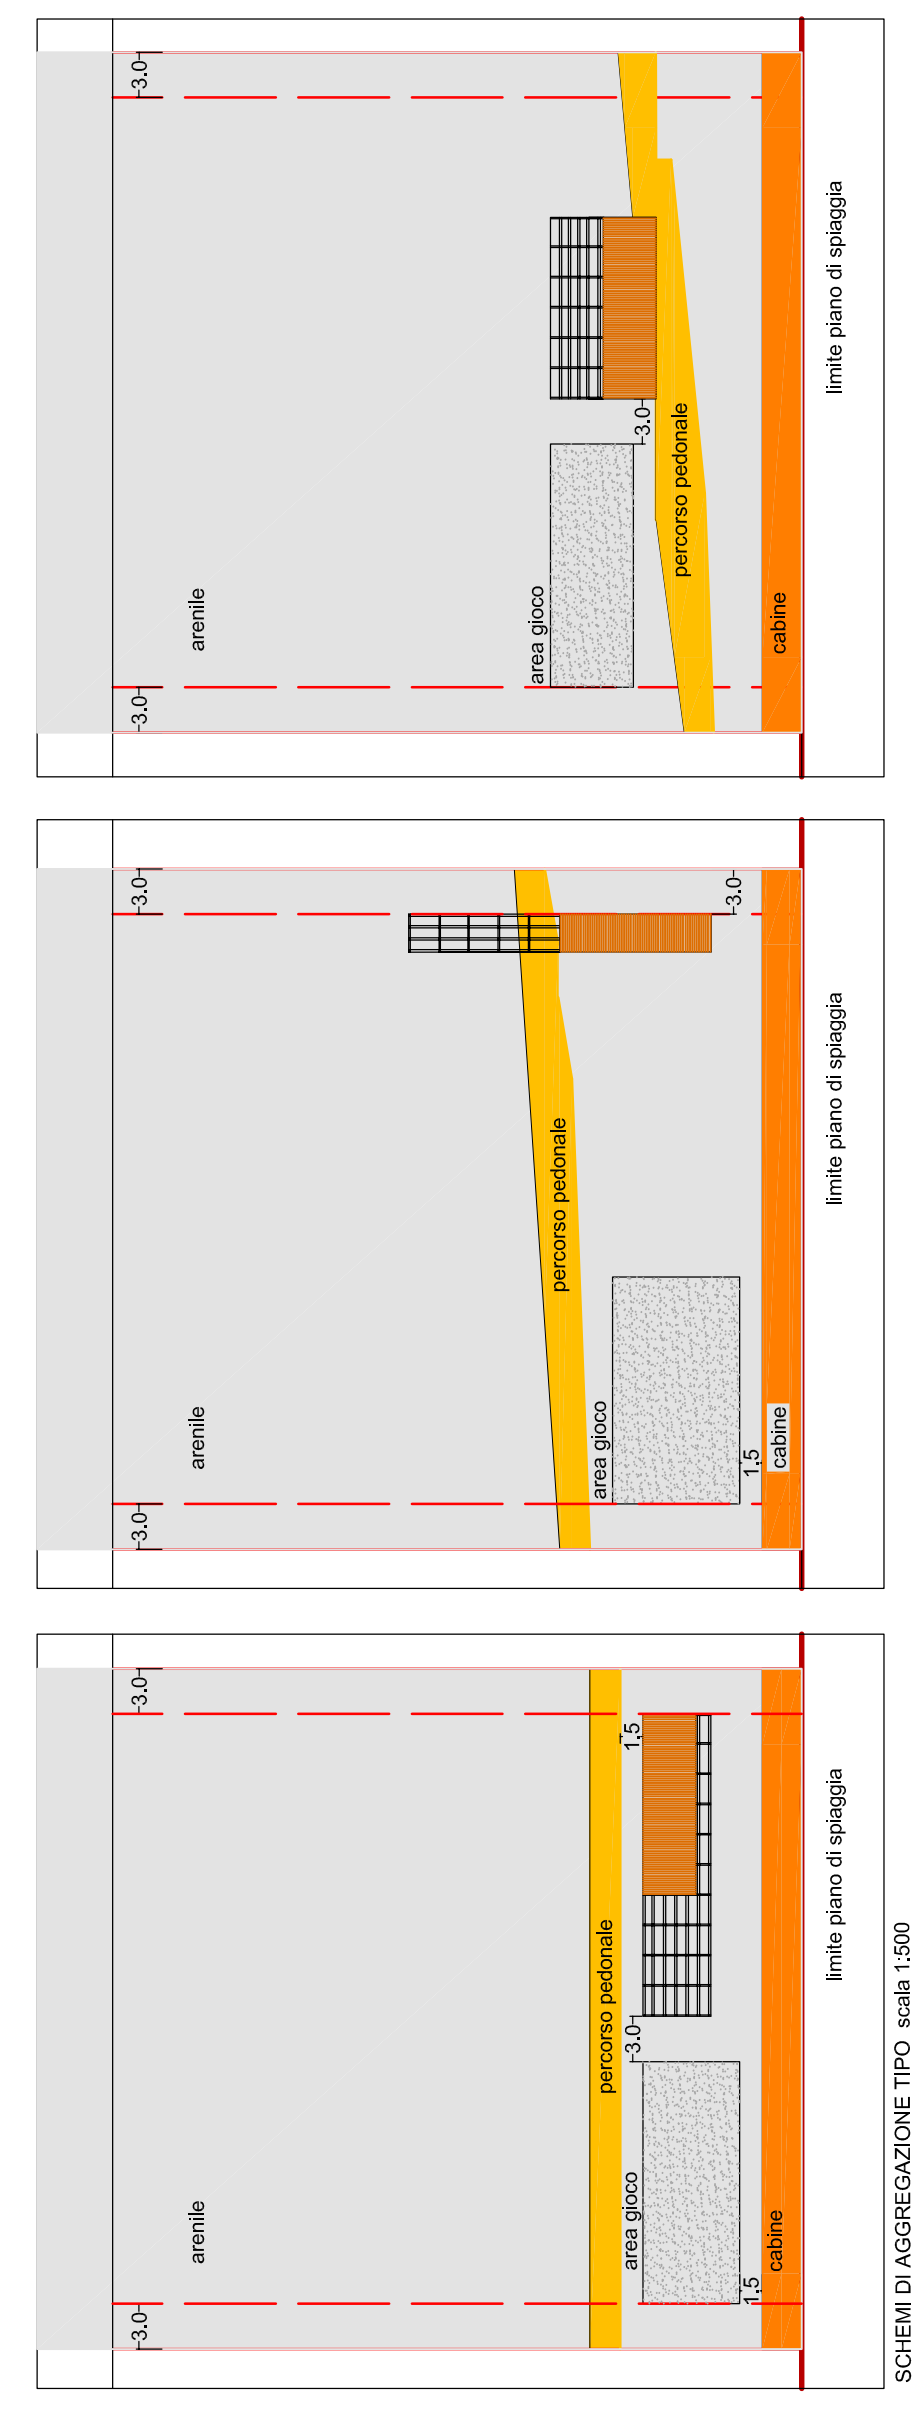 3.0
3.0
arenile
area gioco
3.0
percorso pedonale
cabine
limite piano di spiaggia
3.0
3.0
3.0
arenile
percorso pedonale
area gioco
1.5
cabine
limite piano di spiaggia
3.0
3.0
arenile
percorso pedonale
area gioco
3.0
1.5
1.5
cabine
limite piano di spiaggia
SCHEMI DI AGGREGAZIONE TIPO scala 1:500